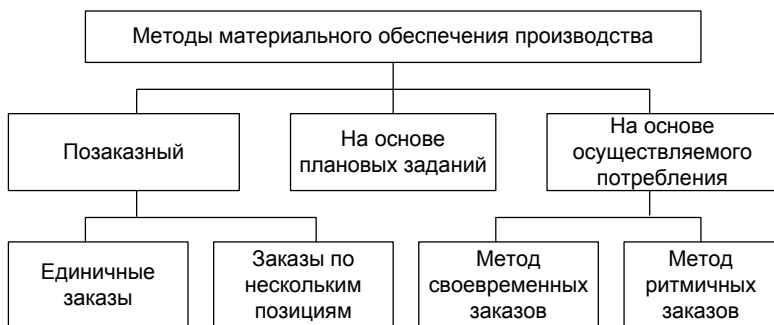 Методы материального обеспечения производства
Позаказный
На основе
плановых заданий
На основе
осуществляемого
потребления
Единичные
заказы
Заказы по
нескольким
позициям
Метод
своевременных
заказов
Метод
ритмичных
заказов